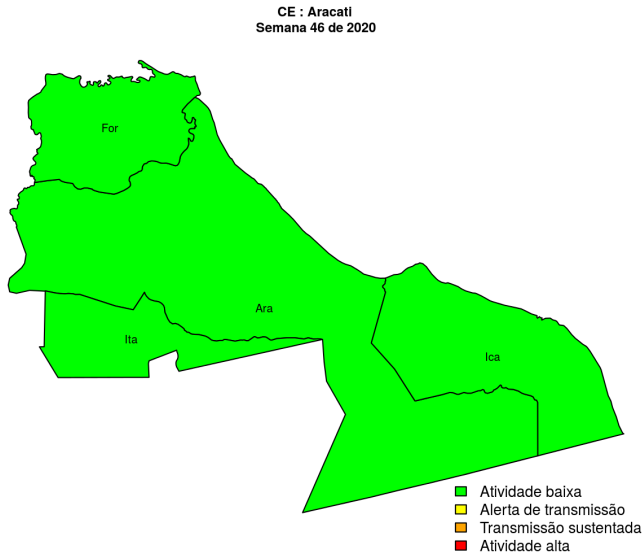 CE : Aracati
Semana 46 de 2020
For
Ara
Ita
Ica
Atividade baixa
Alerta de transmissão
Transmissão sustentada
Atividade alta